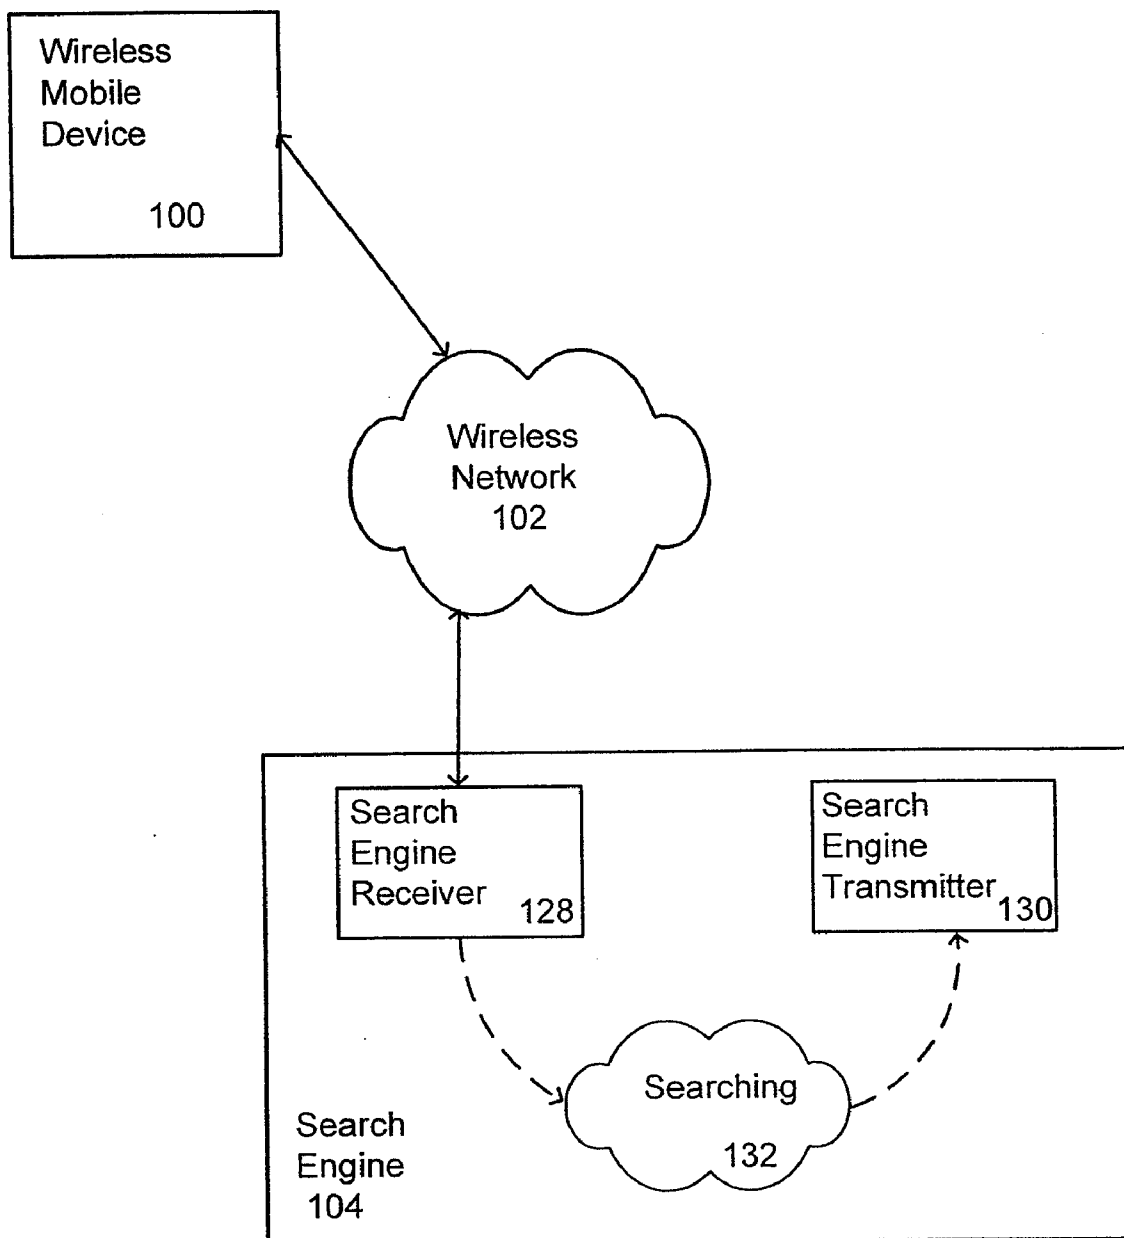 Wireless
Mobile
Device
100
Wireless
Network
102
Search
Engine
Receiver
128
Search
Engine
Transmitter
130
Searching
132
Search
Engine
104